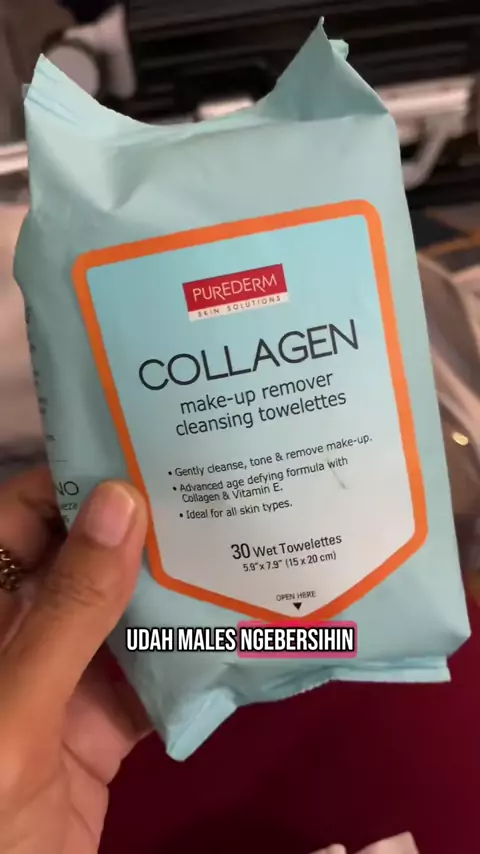 PUREDERM
SKIN SOLUTIONS
COLLAGEN
make-up remover
cleansing towelettes
• Gently cleanse, tone & remove make-up.
• Advanced age defying formula with
Collagen & Vitamin E.
• Ideal for all skin types.
30 Wet Towelettes
5.9" x 7.9" (15 x 20 cm)
OPEN HERE
UDAH MALES NGEBERSIHIN